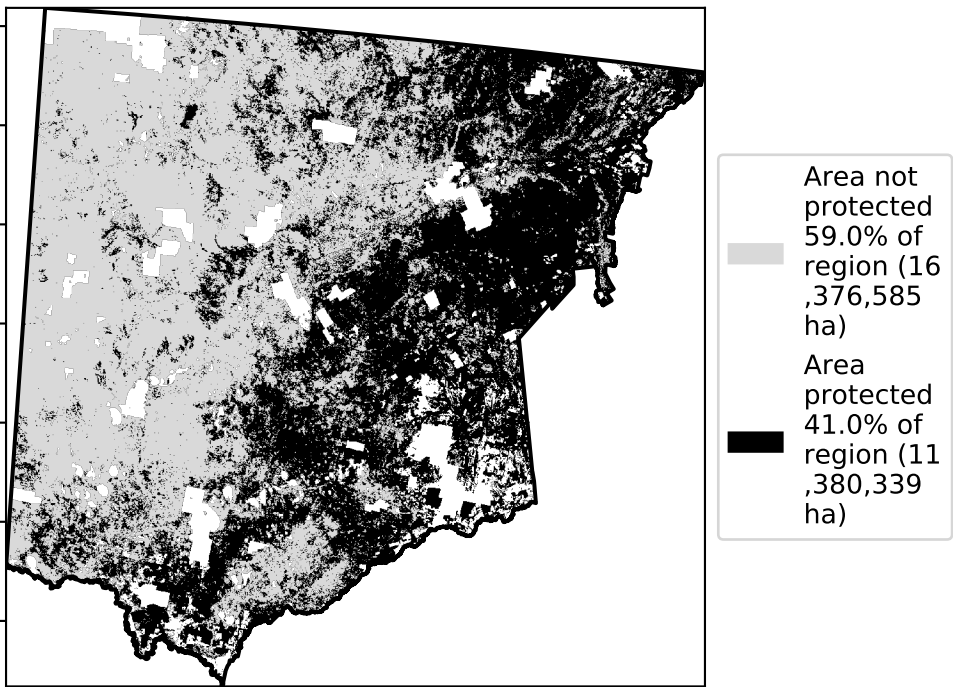 Area not
protected
59.0% of
region (16
,376,585
ha)
Area
protected
41.0% of
region (11
,380,339
ha)